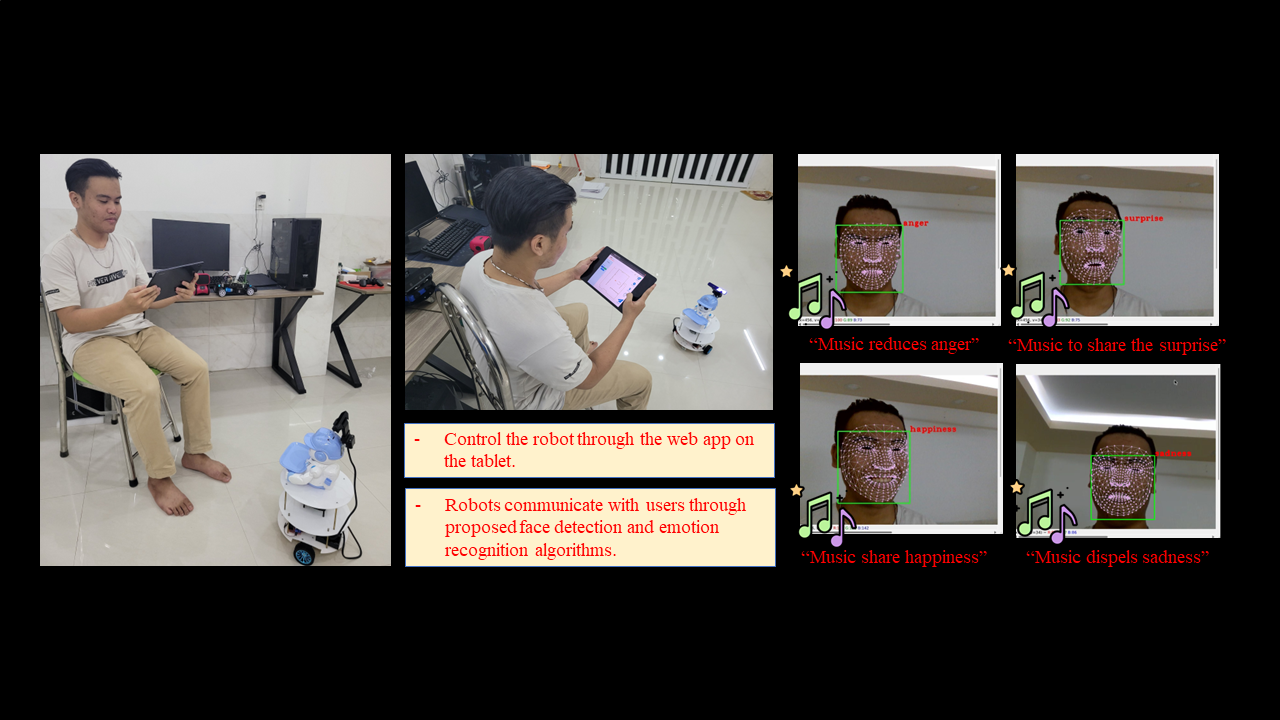 - Control the robot through the web app on
the tablet.
- Robots communicate with users through
proposed face detection and emotion
recognition algorithms.
anger
“Music reduces anger”
surprise
“Music to share the surprise”
happiness
“Music share happiness”
sadness
“Music dispels sadness”